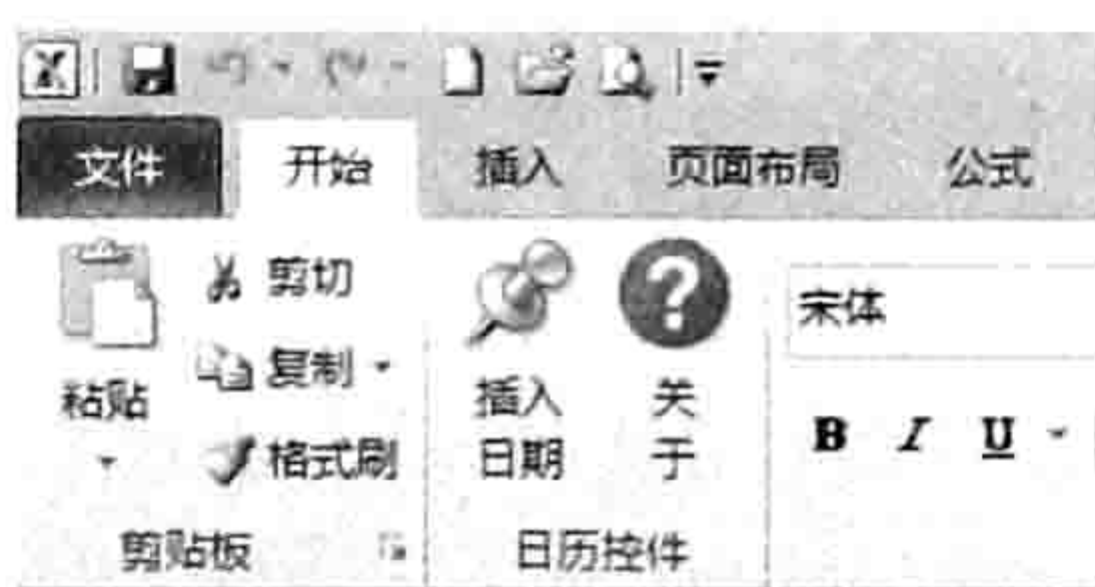 文件 开始 插入 页面布局 公式
剪切
复制
粘贴
格式刷
剪贴板
插入
日期
关
于
日历控件
宋体
B I U